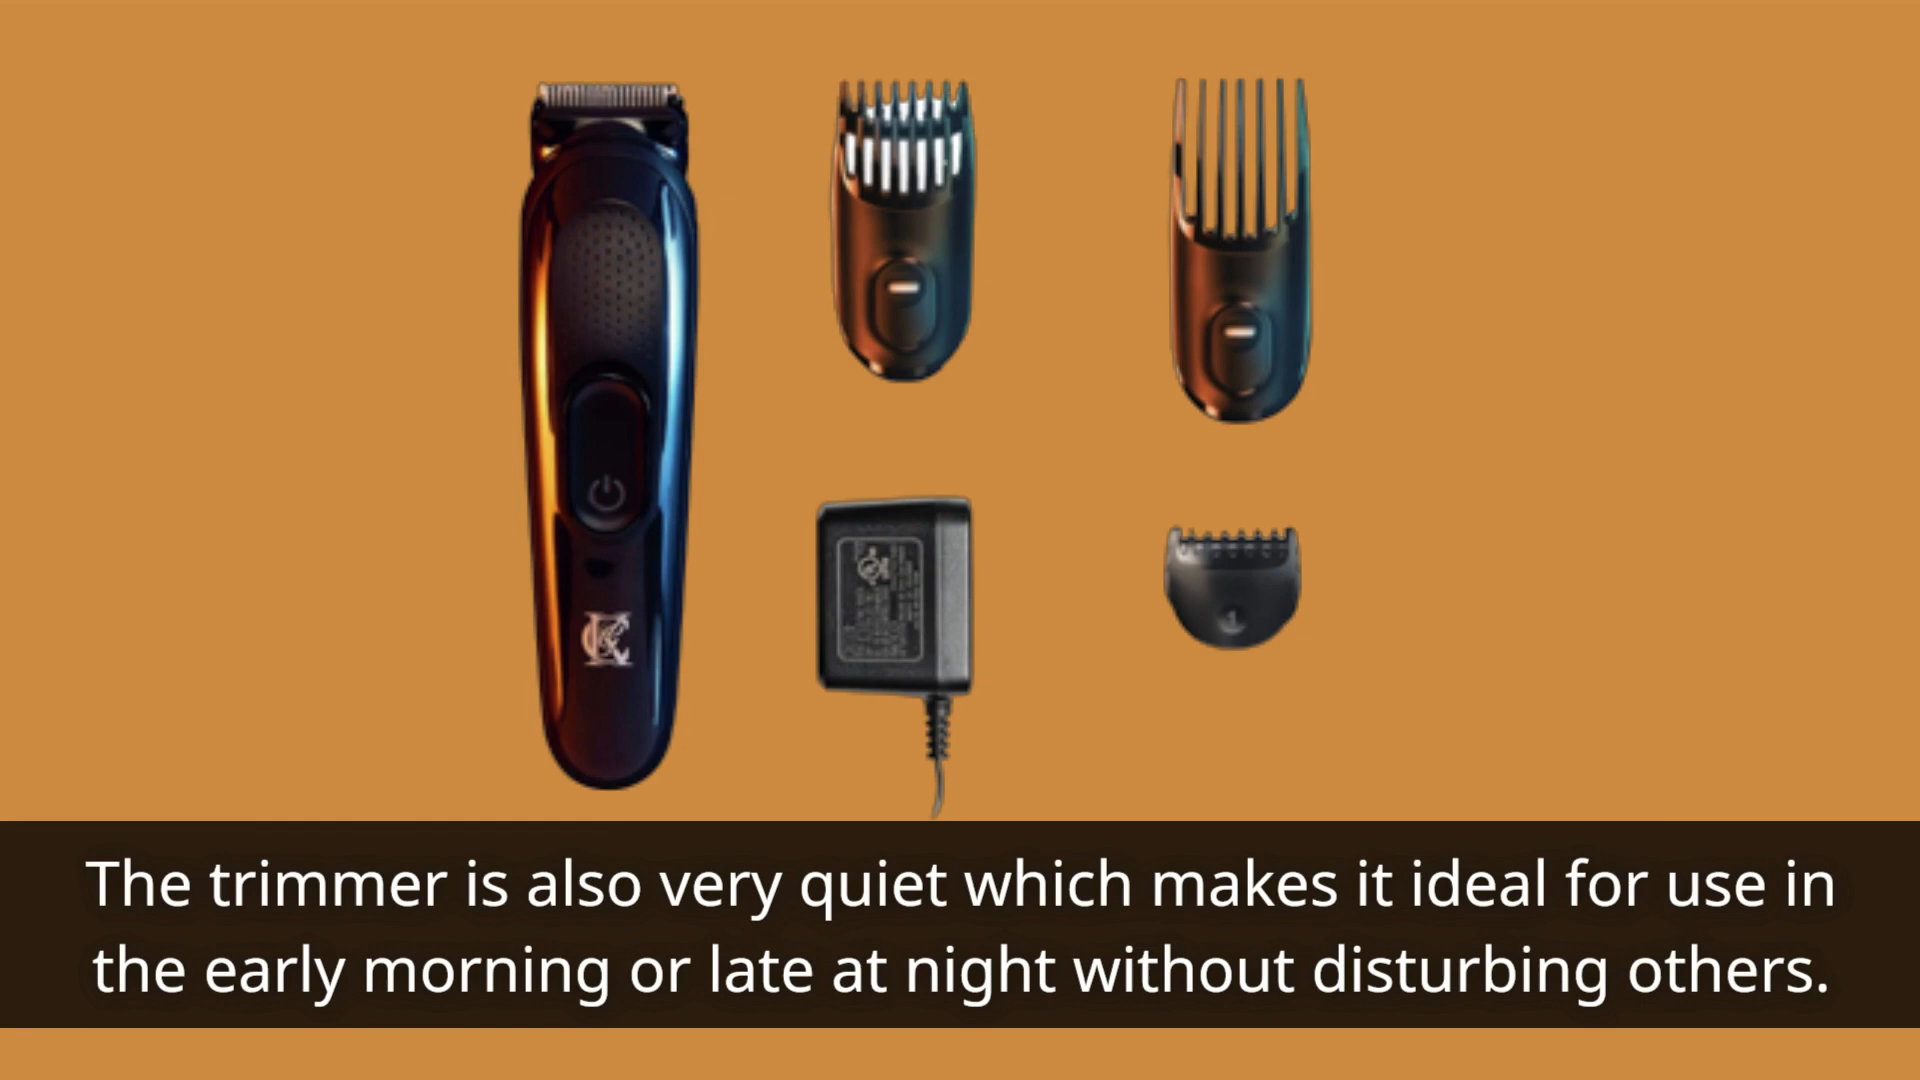 The trimmer is also very quiet which makes it ideal for use in
the early morning or late at night without disturbing others.